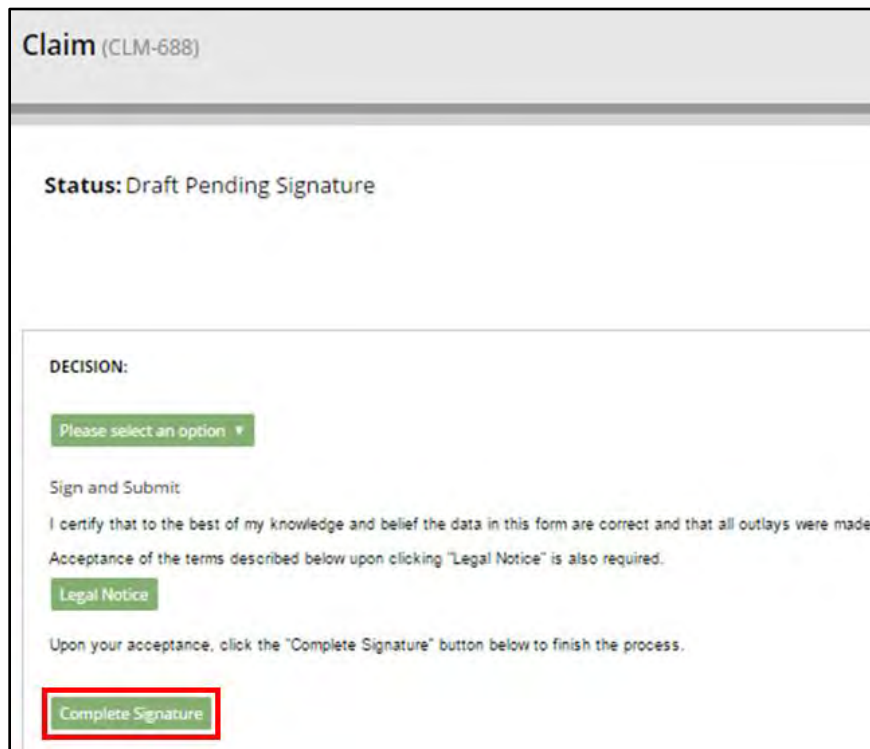 Claim (CLM-688)
Status: Draft Pending Signature
DECISION:
Please select an option
Sign and Submit
I certify that to the best of my knowledge and belief the data in this form are correct and that all outlays were made
Acceptance of the terms described below upon clicking "Legal Notice" is also required.
Legal Notice
Upon your acceptance, click the "Complete Signature" button below to finish the process.
Complete Signature